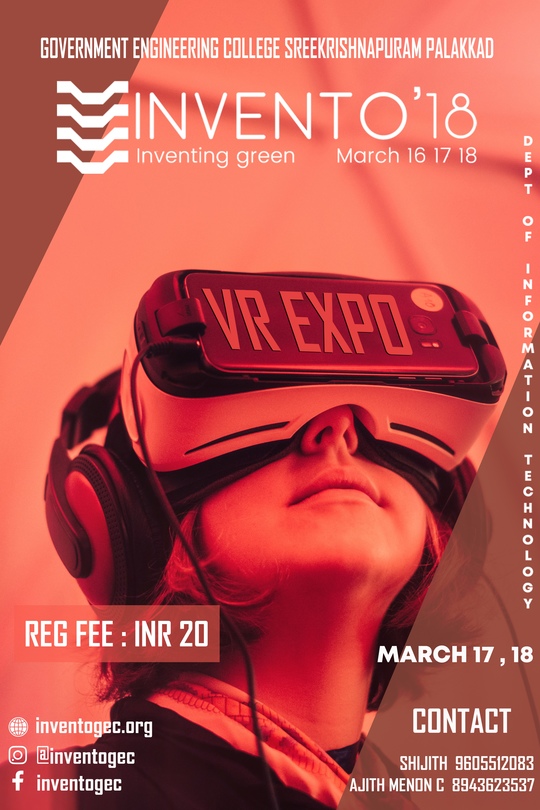 GOVERNMENT ENGINEERING COLLEGE SREEKRISHNAPURAM PALAKKAD
INVENTO'18
Inventing green March 16 17 18
DEPT OF INFORMATION TECHNOLOGY
VR EXPO
REG FEE : INR 20
MARCH 17 , 18
inventogec.org
@inventogec
inventogec
CONTACT
SHIJITH 9605512083
AJITH MENON C 8943623537